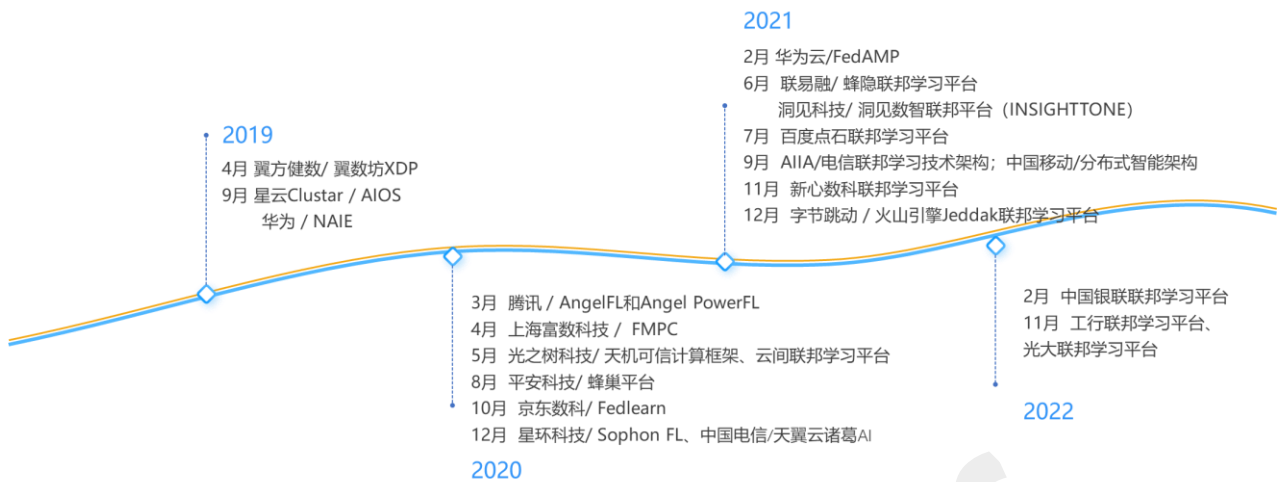 2019
4月 翼方健数/ 翼数坊XDP
9月 星云Clustar / AIOS
华为 / NAIE
3月 腾讯 / AngelFL和Angel PowerFL
4月 上海富数科技 / FMPC
5月 光之树科技/ 天机可信计算框架、云间联邦学习平台
8月 平安科技/ 蜂巢平台
10月 京东数科/ Fedlearn
12月 星环科技/ Sophon FL、中国电信/天翼云诸葛AI
2020
2021
2月 华为云/FedAMP
6月 联易融/ 蜂隐联邦学习平台
洞见科技/ 洞见数智联邦平台（INSIGHTTONE）
7月 百度点石联邦学习平台
9月 AIIA/电信联邦学习技术架构；中国移动/分布式智能架构
11月 新心数科联邦学习平台
12月 字节跳动 / 火山引擎Jeddak联邦学习平台
2月 中国银联联邦学习平台
11月 工行联邦学习平台、
光大联邦学习平台
2022